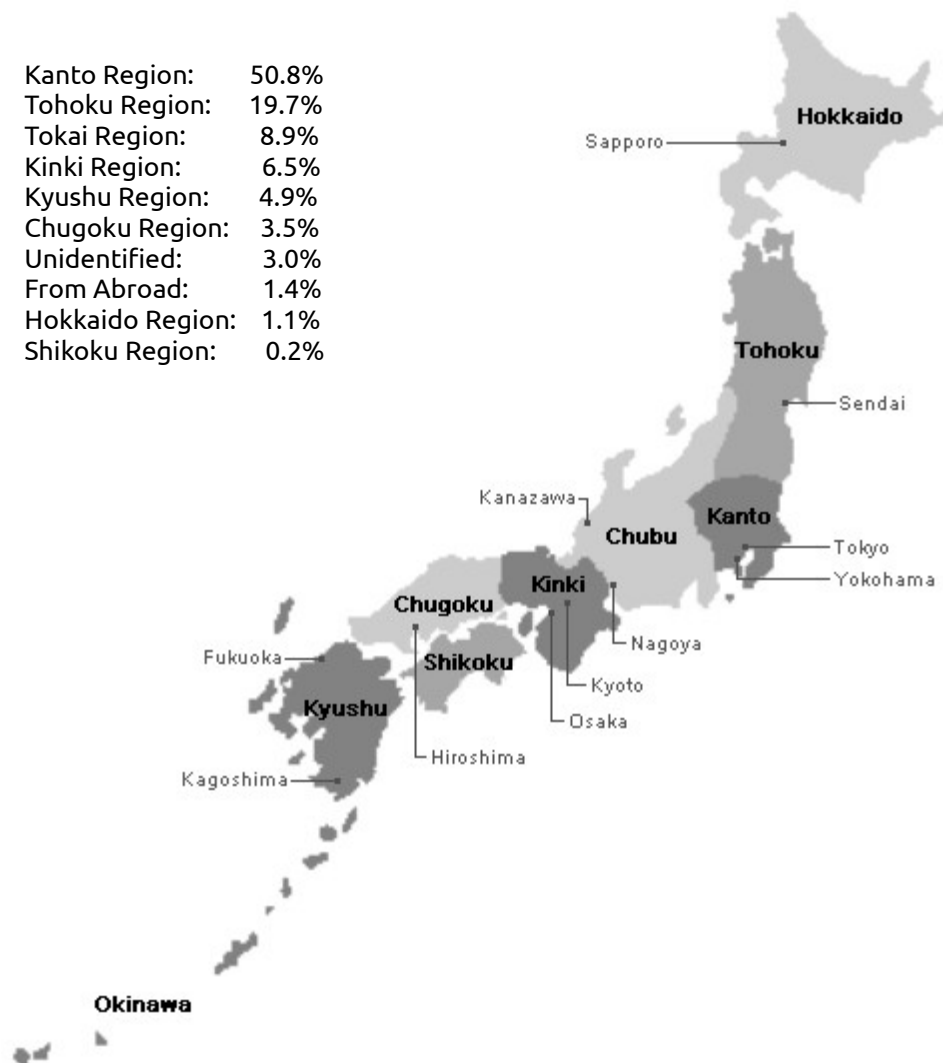 Kanto Region: 50.8%
Tohoku Region: 19.7%
Tokai Region: 8.9%
Kinki Region: 6.5%
Kyushu Region: 4.9%
Chugoku Region: 3.5%
Unidentified: 3.0%
From Abroad: 1.4%
Hokkaido Region: 1.1%
Shikoku Region: 0.2%
Hokkaido
Sapporo
Tohoku
Sendai
Kanazawa
Kanto
Chubu
Tokyo
Yokohama
Kinki
Chugoku
Nagoya
Fukuoka
Shikoku
Kyoto
Kyushu
Osaka
Hiroshima
Kagoshima
Okinawa